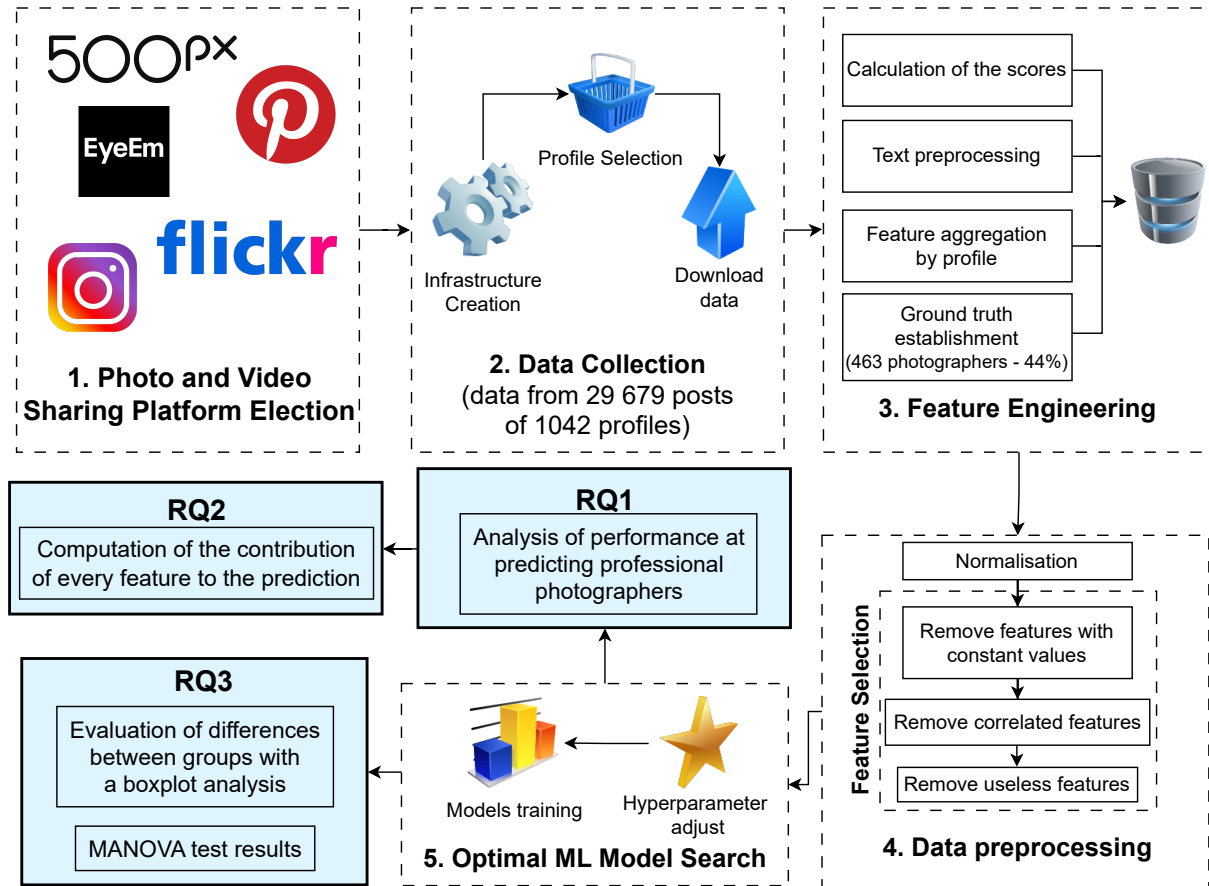 500px
EyeEm
flickr
1. Photo and Video
Sharing Platform Election
Profile Selection
Infrastructure
Creation
Download
data
2. Data Collection
(data from 29 679 posts
of 1042 profiles)
Calculation of the scores
Text preprocessing
Feature aggregation
by profile
Ground truth
establishment
(463 photographers - 44%)
3. Feature Engineering
Normalisation
Feature Selection
Remove features with
constant values
Remove correlated features
Remove useless features
4. Data preprocessing
Models training
Hyperparameter
adjust
5. Optimal ML Model Search
RQ1
Analysis of performance at
predicting professional
photographers
RQ2
Computation of the contribution
of every feature to the prediction
RQ3
Evaluation of differences
between groups with
a boxplot analysis
MANOVA test results